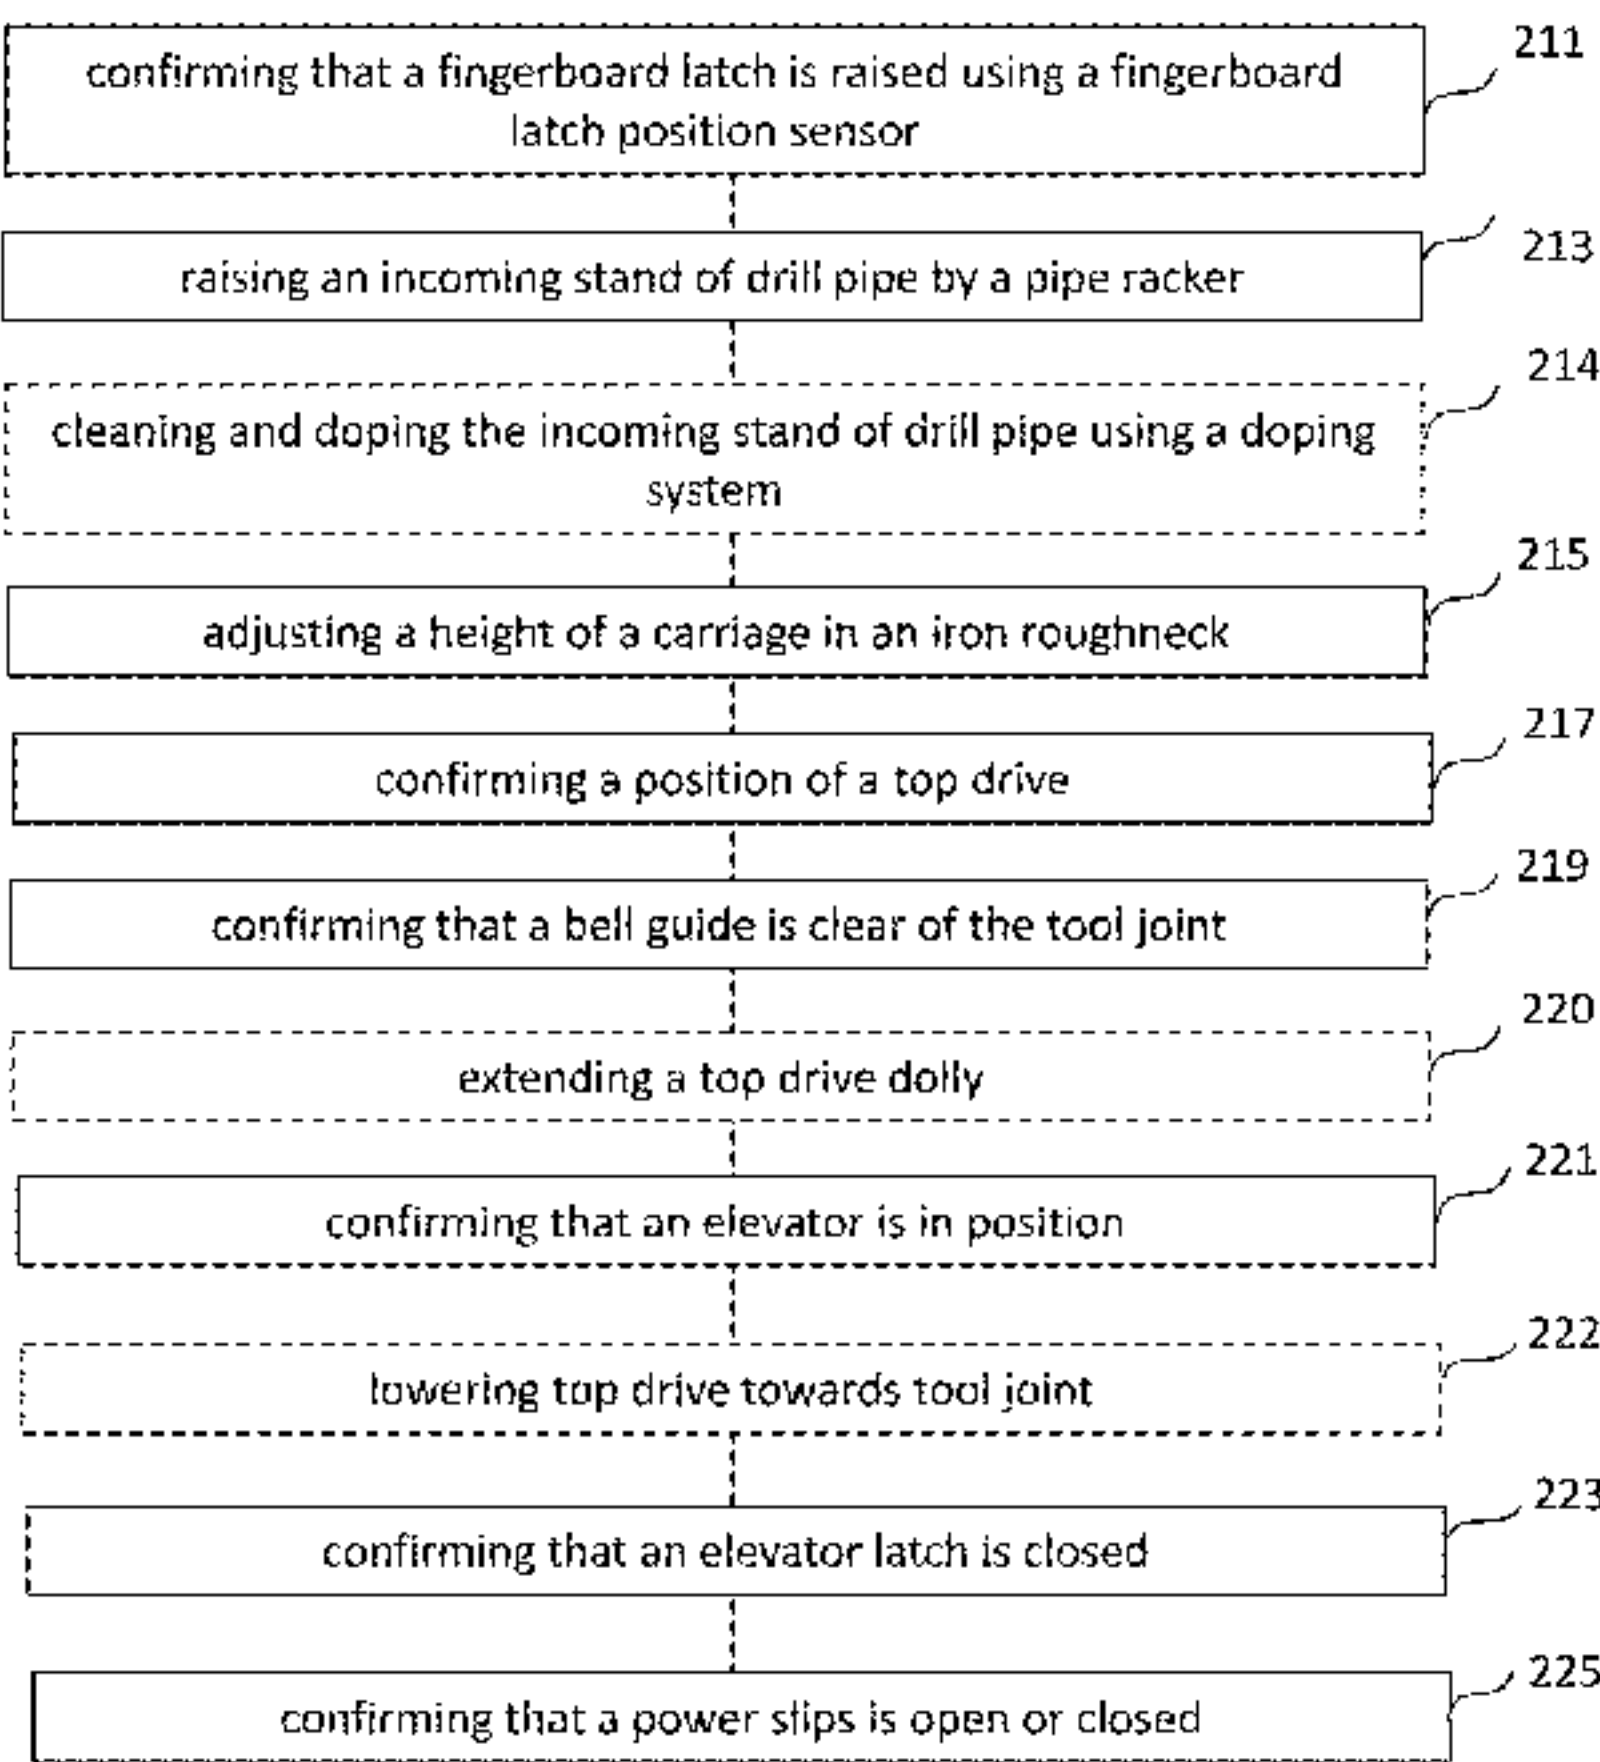 211
confirming that a fingerboard latch is raised using a fingerboard
latch position sensor
213
raising an incoming stand of drill pipe by a pipe racker
214
cleaning and doping the incoming stand of drill pipe using a doping
system
215
adjusting a height of a carriage in an iron roughneck
217
confirming a position of a top drive
219
confirming that a bell guide is clear of the tool joint
220
extending a top drive dolly
221
confirming that an elevator is in position
222
lowering top drive towards tool joint
223
confirming that an elevator latch is closed
225
confirming that a power slips is open or closed